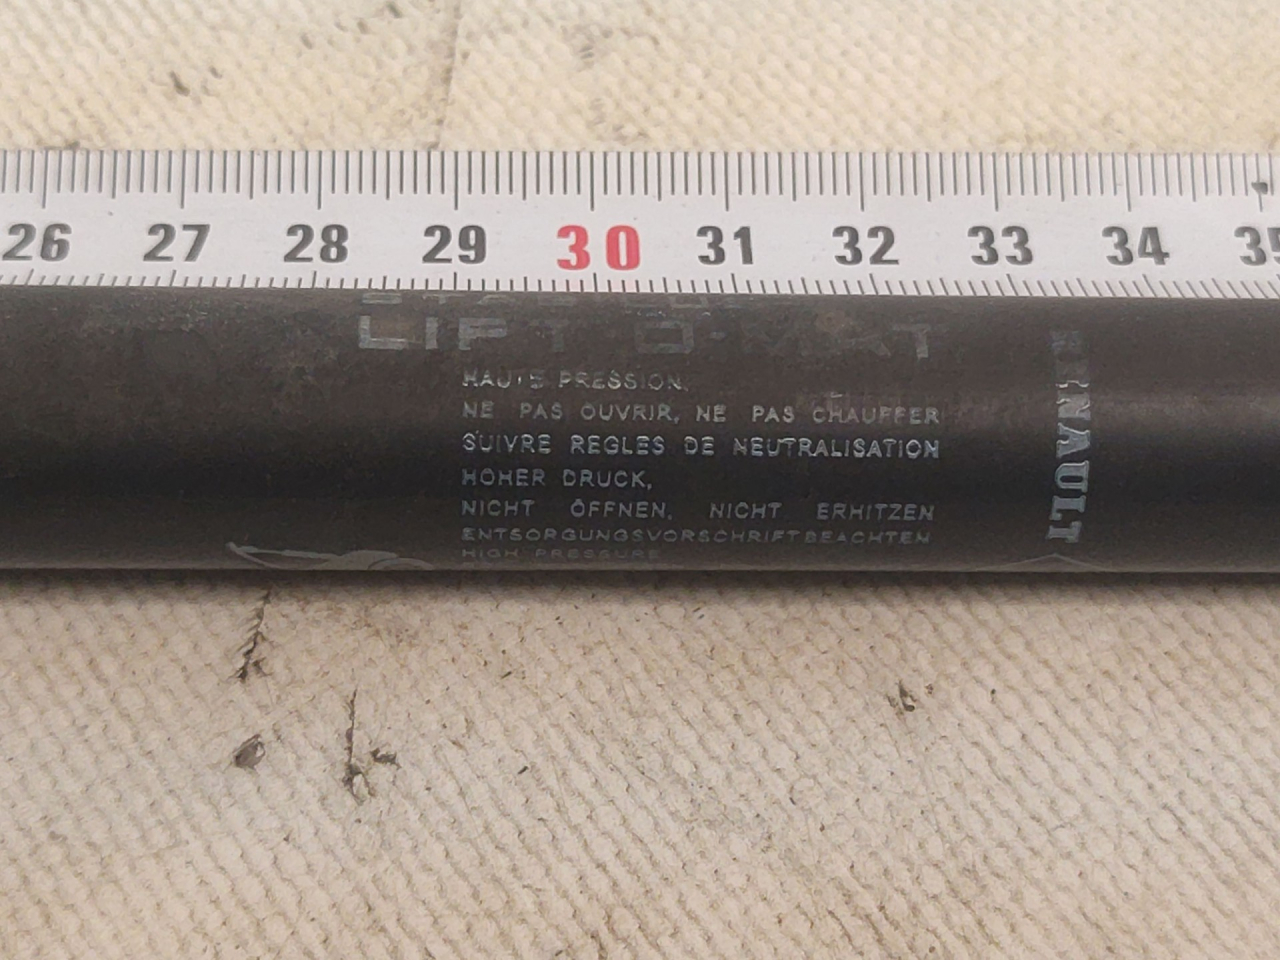 26 27 28 29 30 31 32 33 34 35
LIFT-O-MAT
HAUTE PRESSION,
NE PAS OUVRIR, NE PAS CHAUFFER
SUIVRE REGLES DE NEUTRALISATION
HOHER DRUCK,
NICHT ÖFFNEN, NICHT ERHITZEN
ENTSORGUNGSVORSCHRIFT BEACHTEN
HIGH PRESSURE
RENAULT